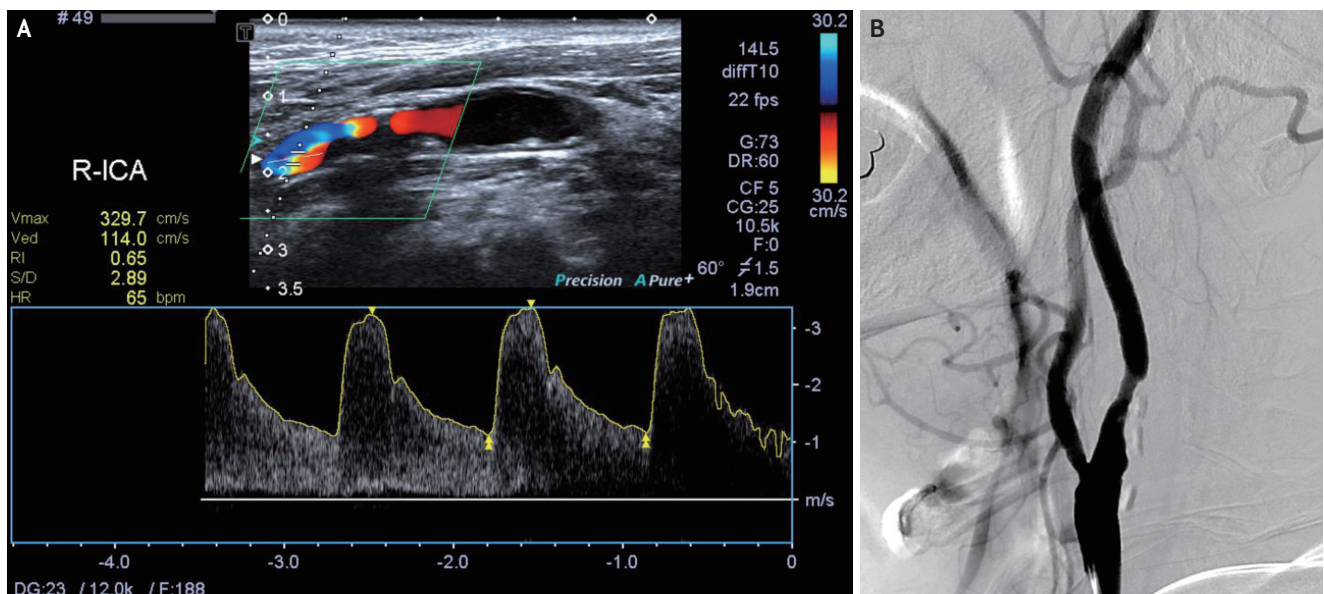 A
#49
T
0
1
2
3
3.5
30.2
30.2
cm/s
14L5
diffT10
22 fps
G:73
DR:60
CF 5
CG:25
10.5k
F:0
60° 1.5
1.9cm
Precision A Pure+
R-ICA
Vmax 329.7 cm/s
Ved 114.0 cm/s
RI 0.65
S/D 2.89
HR 65 bpm
-3
-2
-1
m/s
-4.0 -3.0 -2.0 -1.0 0
DG:23 / 12.0k / F:188
B